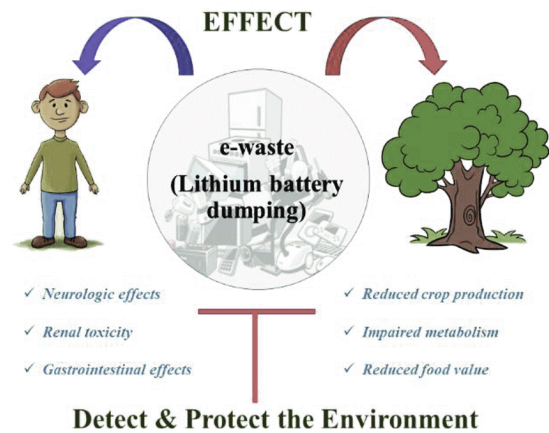 EFFECT
e-waste
(Lithium battery
dumping)
✓ Neurologic effects
✓ Renal toxicity
✓ Gastrointestinal effects
✓ Reduced crop production
✓ Impaired metabolism
✓ Reduced food value
Detect & Protect the Environment